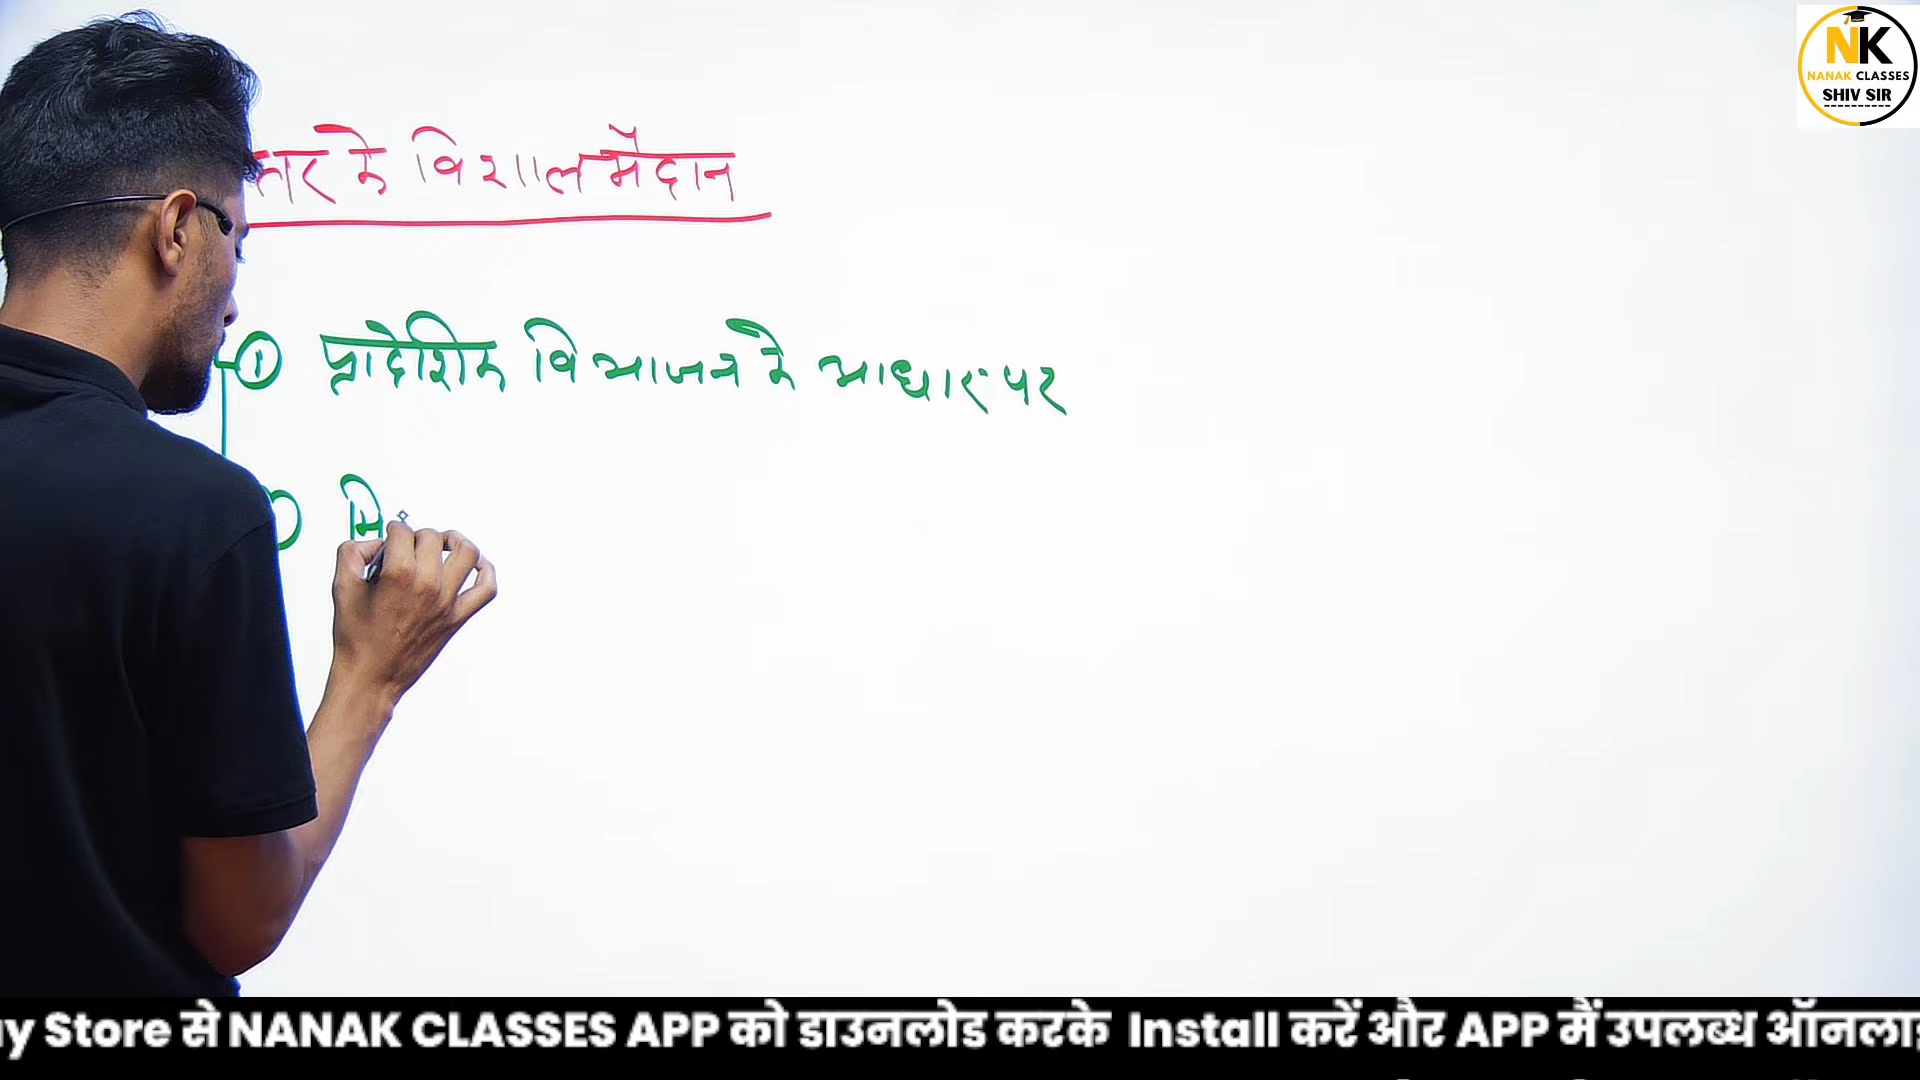 NK
NANAK CLASSES
SHIV SIR
त्तर के विशाल मैदान
① प्रादेशिक विभाजन के आधार पर
मि
ay Store से NANAK CLASSES APP को डाउनलोड करके Install करें और APP मैं उपलब्ध ऑनलाइ